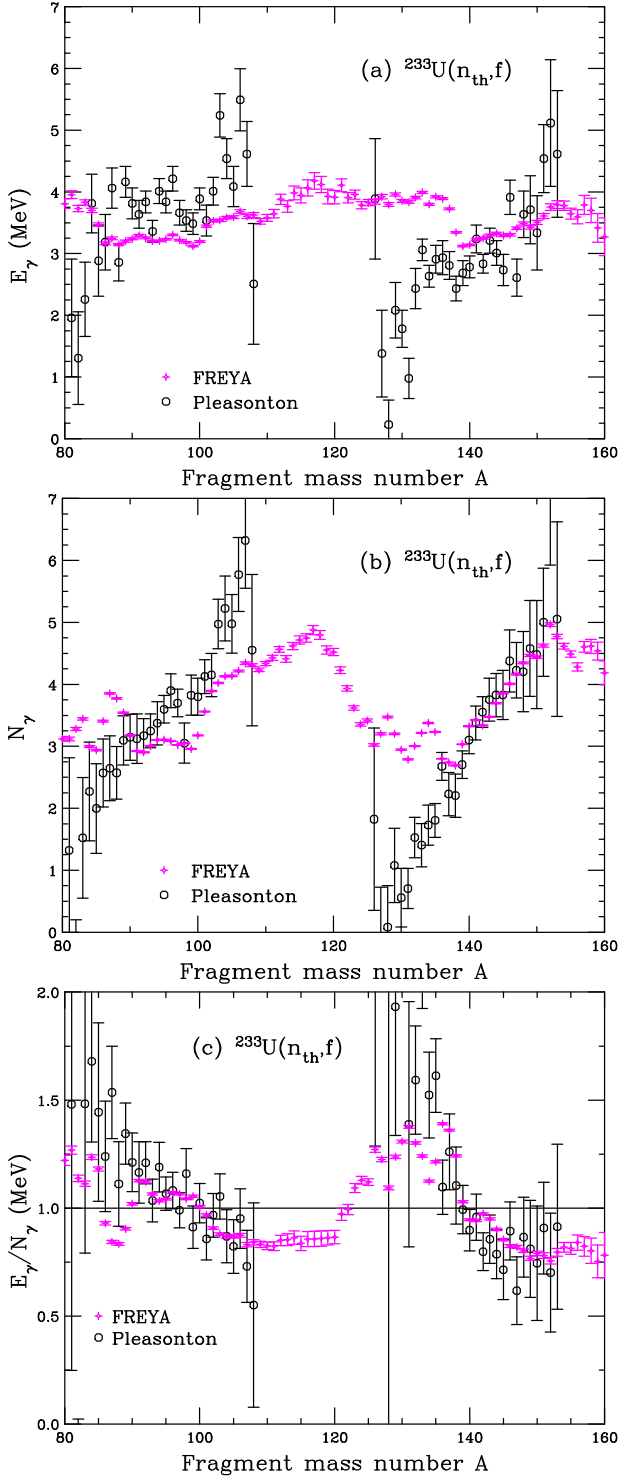 7
6
5
4
3
2
1
0
E_γ (MeV)
(a) ²³³U(n_th,f)
FREYA
Pleasonton
80 100 120 140 160
Fragment mass number A
7
6
5
4
3
2
1
0
N_γ
(b) ²³³U(n_th,f)
FREYA
Pleasonton
80 100 120 140 160
Fragment mass number A
2.0
1.5
1.0
0.5
0.0
E_γ/N_γ (MeV)
(c) ²³³U(n_th,f)
FREYA
Pleasonton
80 100 120 140 160
Fragment mass number A